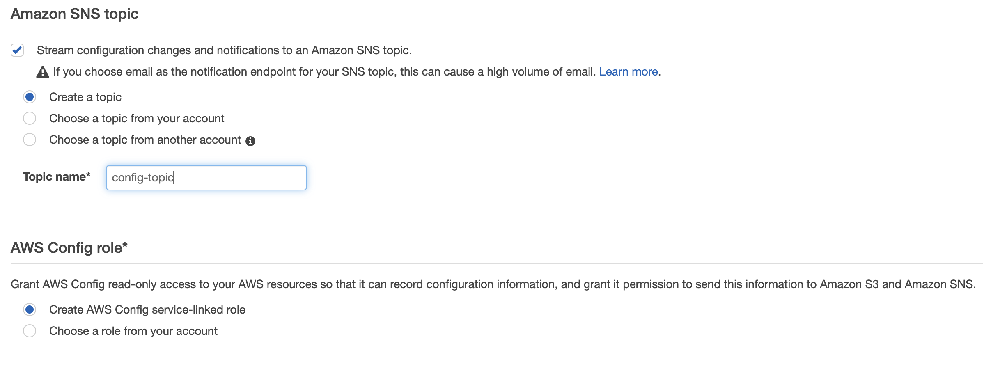 Amazon SNS topic
Stream configuration changes and notifications to an Amazon SNS topic.
If you choose email as the notification endpoint for your SNS topic, this can cause a high volume of email. Learn more.
Create a topic
Choose a topic from your account
Choose a topic from another account
Topic name* config-topic
AWS Config role*
Grant AWS Config read-only access to your AWS resources so that it can record configuration information, and grant it permission to send this information to Amazon S3 and Amazon SNS.
Create AWS Config service-linked role
Choose a role from your account